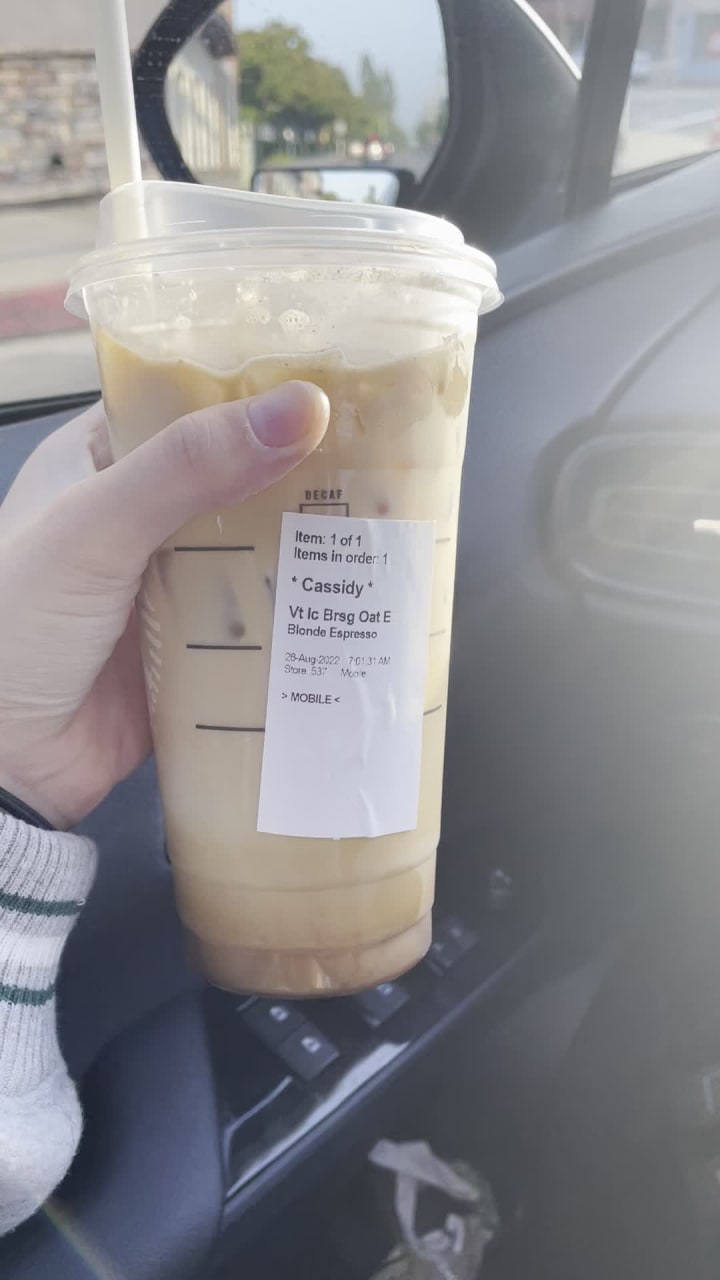 DECAF
Item: 1 of 1
Items in order: 1
* Cassidy *
Vt Ic Brsg Oat E
Blonde Espresso
28-Aug-2022 7:01:31 AM
Store 537 Mobile
> MOBILE <